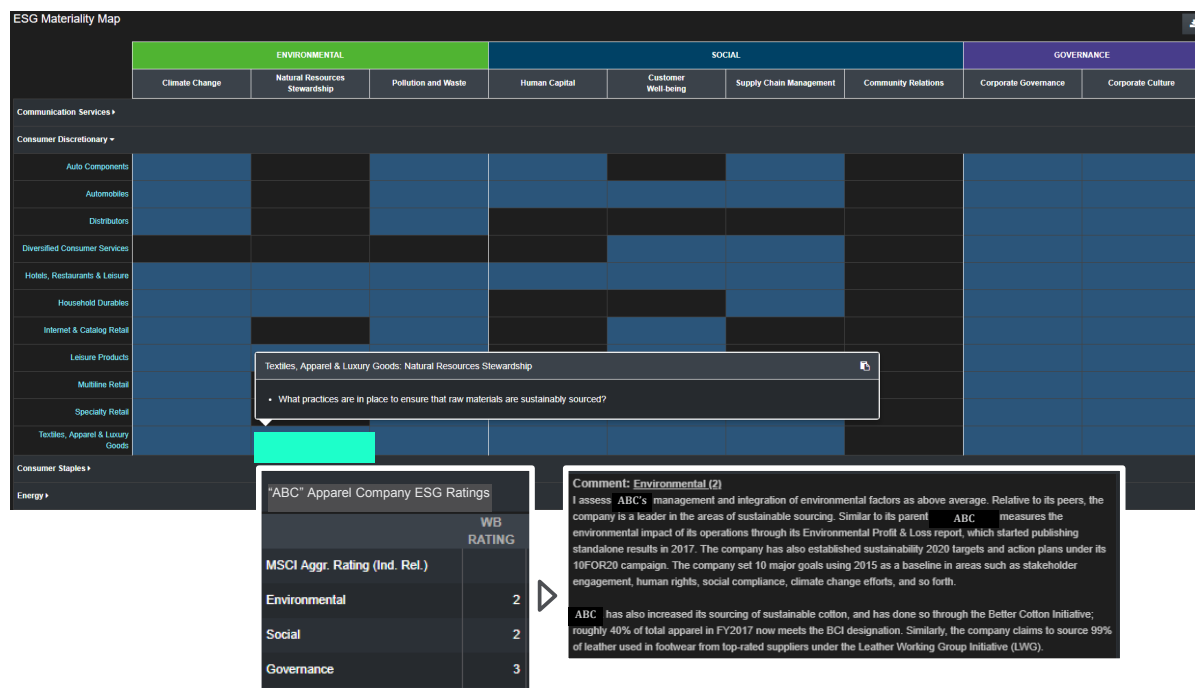 ESG Materiality Map
ENVIRONMENTAL SOCIAL GOVERNANCE
Climate Change Natural Resources Stewardship Pollution and Waste Human Capital Customer Well-being Supply Chain Management Community Relations Corporate Governance Corporate Culture
Communication Services
Consumer Discretionary
Auto Components
Automobiles
Distributors
Diversified Consumer Services
Hotels, Restaurants & Leisure
Household Durables
Internet & Catalog Retail
Leisure Products
Multiline Retail
Specialty Retail
Textiles, Apparel & Luxury
Goods
Consumer Staples
Energy
Textiles, Apparel & Luxury Goods: Natural Resources Stewardship
• What practices are in place to ensure that raw materials are sustainably sourced?
“ABC” Apparel Company ESG Ratings
WB
RATING
MSCI Aggr. Rating (Ind. Rel.)
Environmental 2
Social 2
Governance 3
Comment: Environmental (2)
I assess ABC's management and integration of environmental factors as above average. Relative to its peers, the
company is a leader in the areas of sustainable sourcing. Similar to its parent ABC measures the
environmental impact of its operations through its Environmental Profit & Loss report, which started publishing
standalone results in 2017. The company has also established sustainability 2020 targets and action plans under its
10FOR20 campaign. The company set 10 major goals using 2015 as a baseline in areas such as stakeholder
engagement, human rights, social compliance, climate change efforts, and so forth.
ABC has also increased its sourcing of sustainable cotton, and has done so through the Better Cotton Initiative;
roughly 40% of total apparel in FY2017 now meets the BCI designation. Similarly, the company claims to source 99%
of leather used in footwear from top-rated suppliers under the Leather Working Group Initiative (LWG).